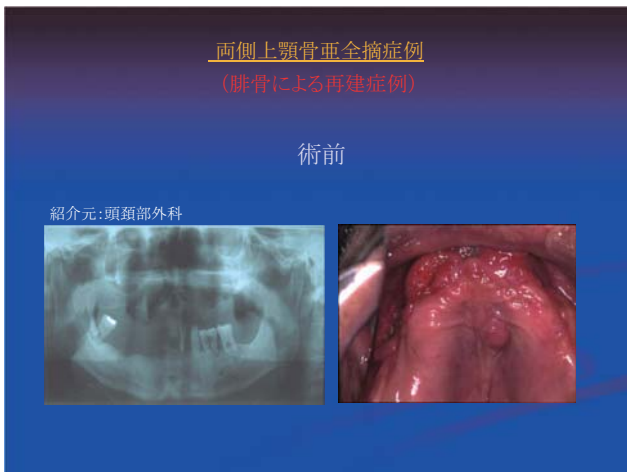 両側上顎骨亜全摘症例
（腓骨による再建症例）
術前
紹介元：頭頚部外科